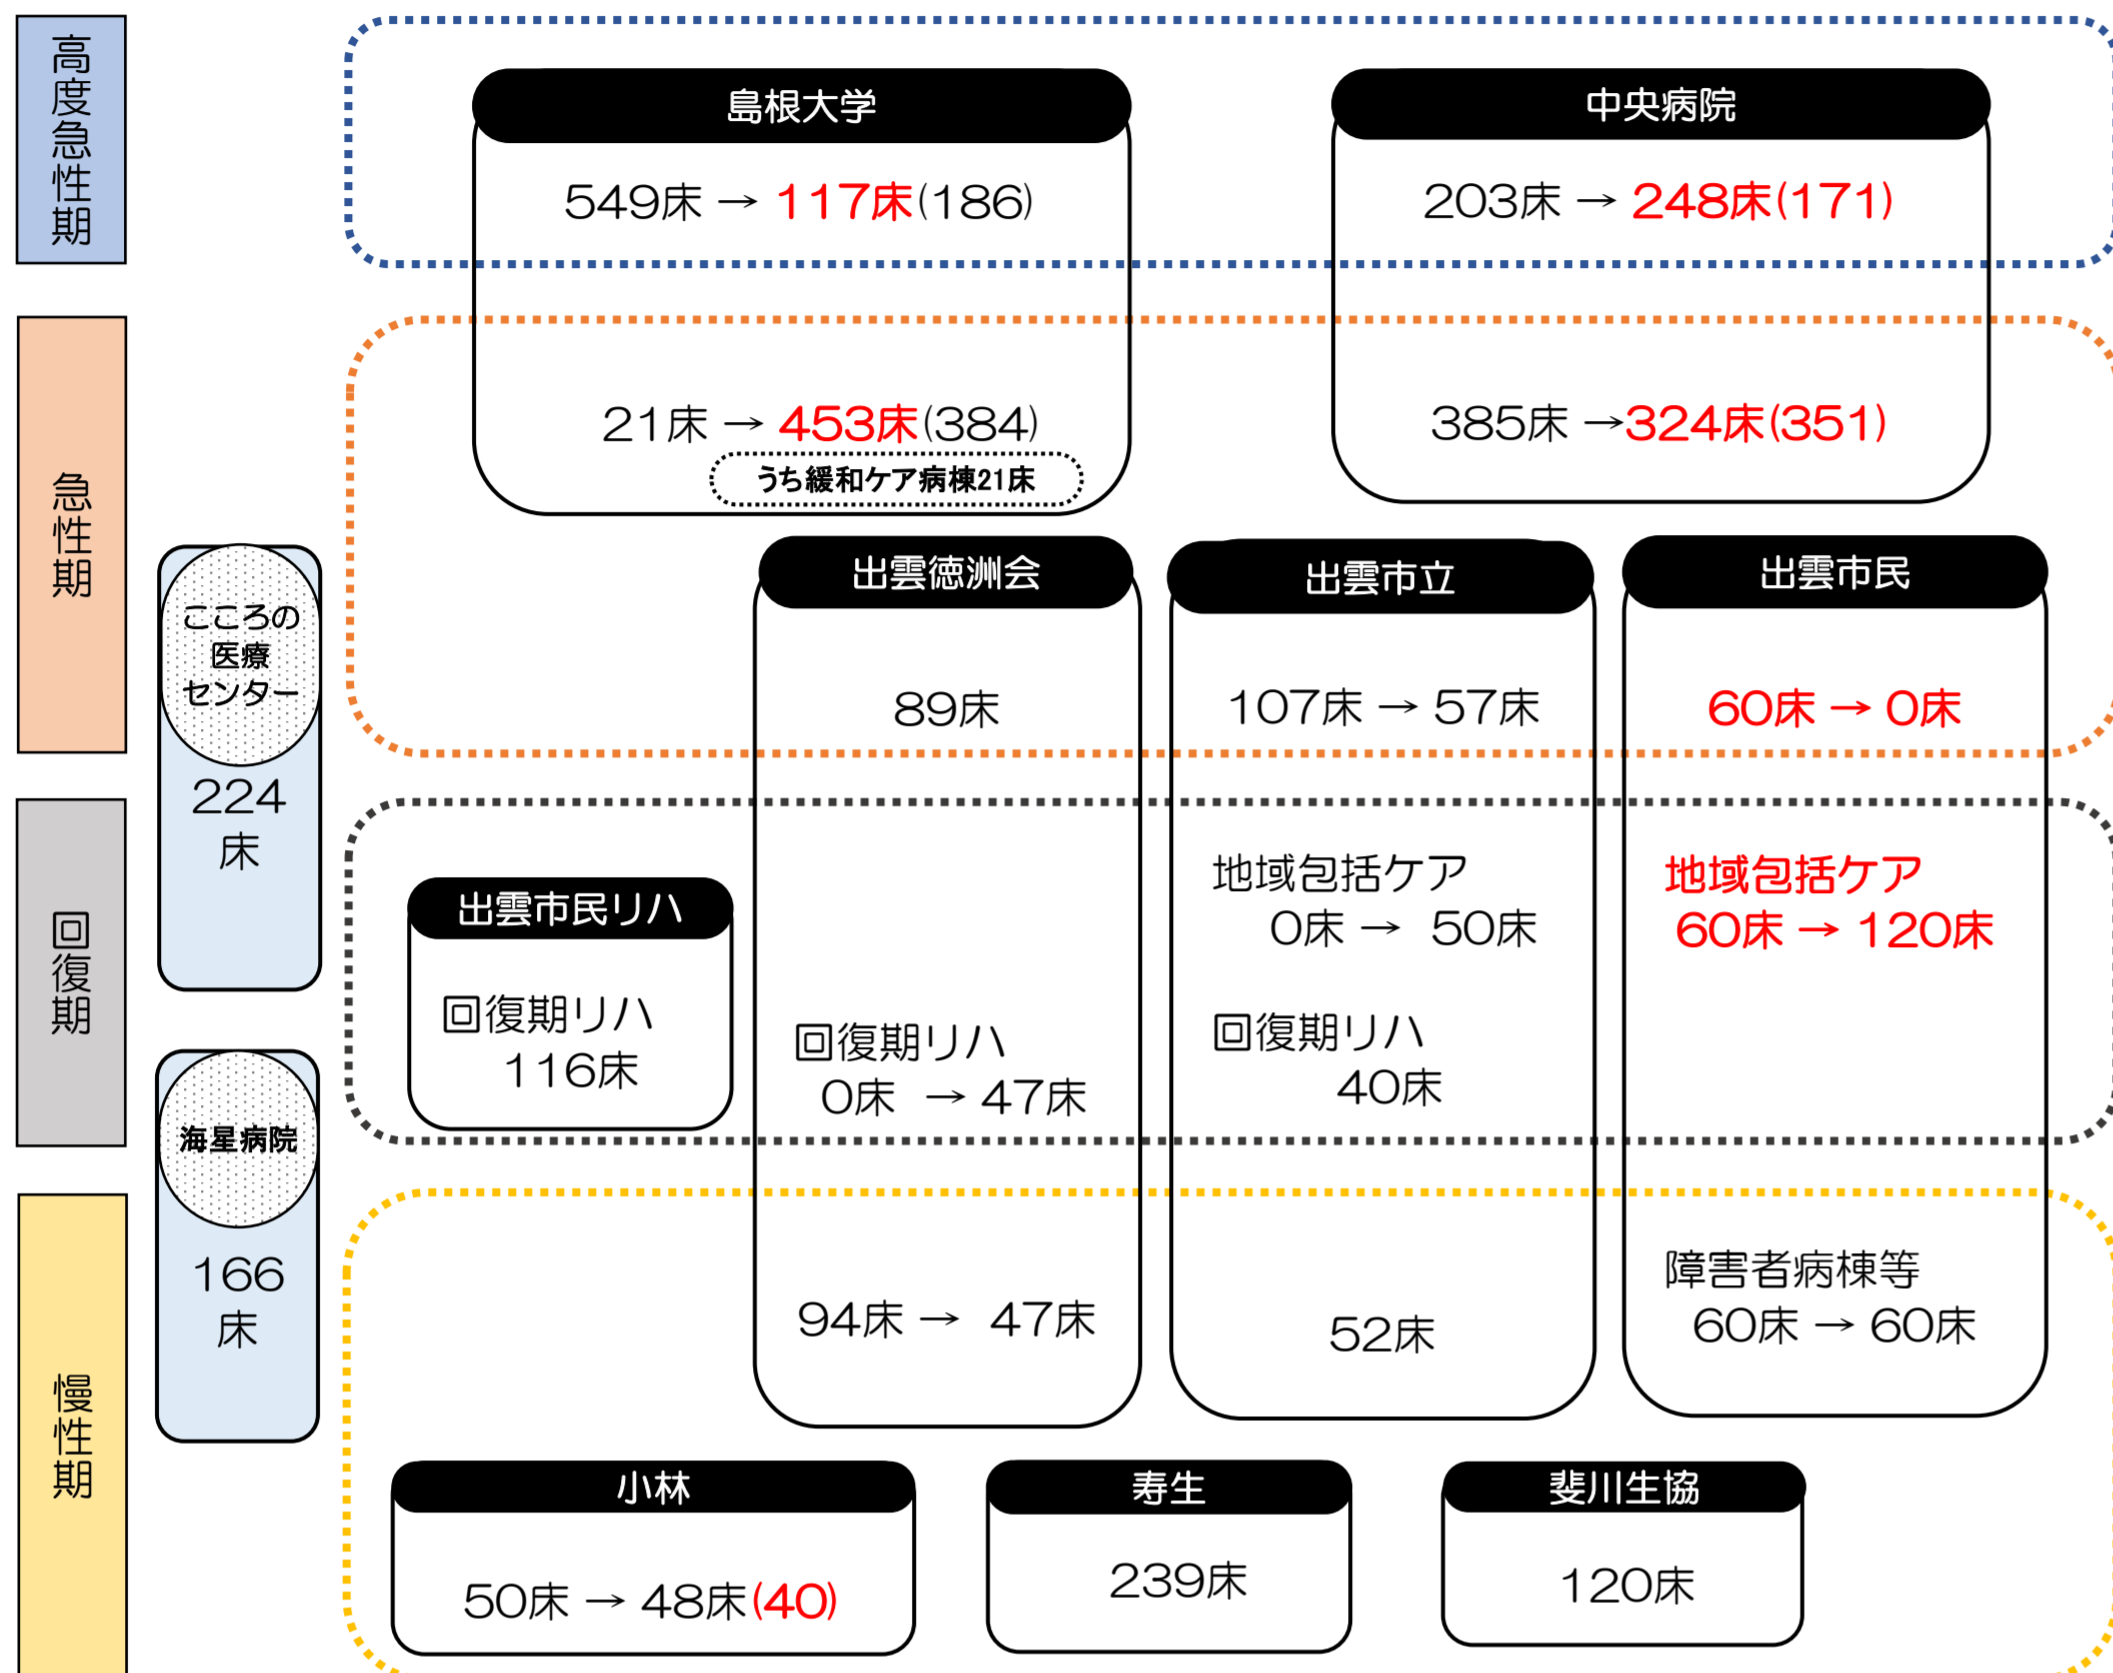 高度急性期
島根大学
549床 → 117床(186)
中央病院
203床 → 248床(171)
急性期
21床 → 453床(384)
うち緩和ケア病棟21床
385床 →324床(351)
こころの
医療
センター
224
床
出雲徳洲会
89床
出雲市立
107床 → 57床
出雲市民
60床 → 0床
回復期
出雲市民リハ
回復期リハ
116床
回復期リハ
0床 → 47床
地域包括ケア
0床 → 50床
回復期リハ
40床
地域包括ケア
60床 → 120床
海星病院
166
床
慢性期
94床 → 47床
52床
障害者病棟等
60床 → 60床
小林
50床 → 48床(40)
寿生
239床
斐川生協
120床